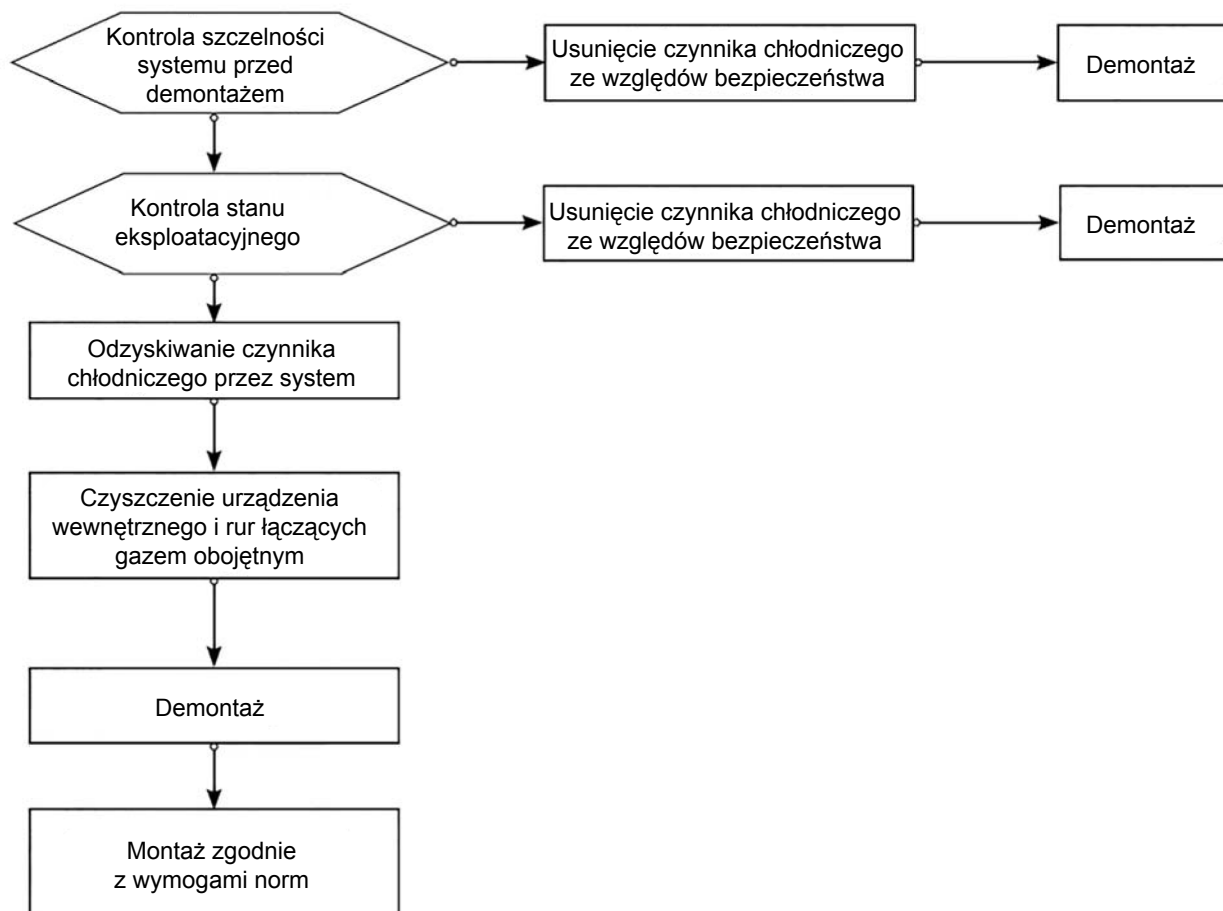 Kontrola szczelności
systemu przed
demontażem
Usunięcie czynnika chłodniczego
ze względów bezpieczeństwa
Demontaż
Kontrola stanu
eksploatacyjnego
Usunięcie czynnika chłodniczego
ze względów bezpieczeństwa
Demontaż
Odzyskiwanie czynnika
chłodniczego przez system
Czyszczenie urządzenia
wewnętrznego i rur łączących
gazem obojętnym
Demontaż
Montaż zgodnie
z wymogami norm